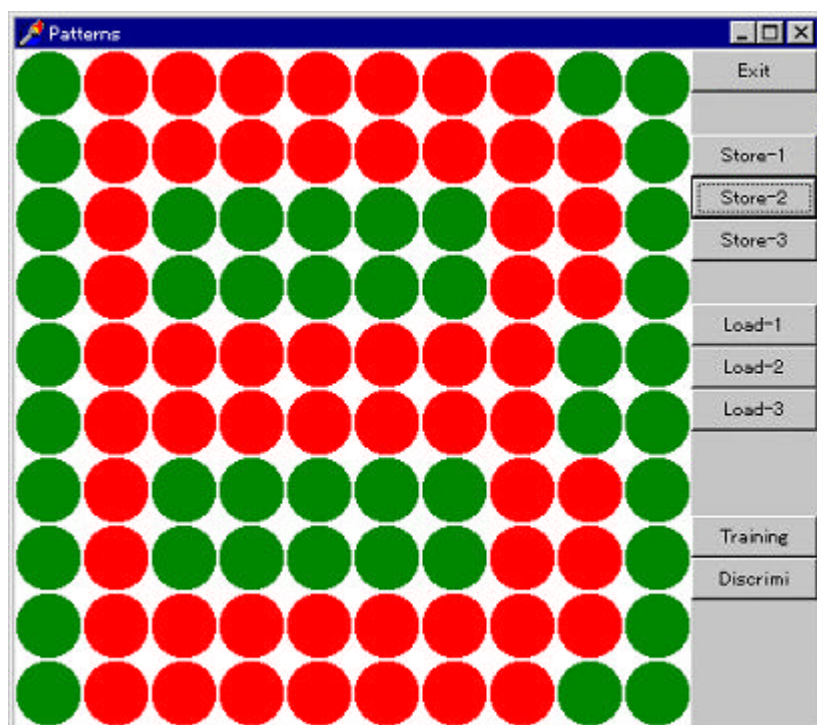 Patterns
Exit
Store-1
Store-2
Store-3
Load-1
Load-2
Load-3
Training
Discrimi